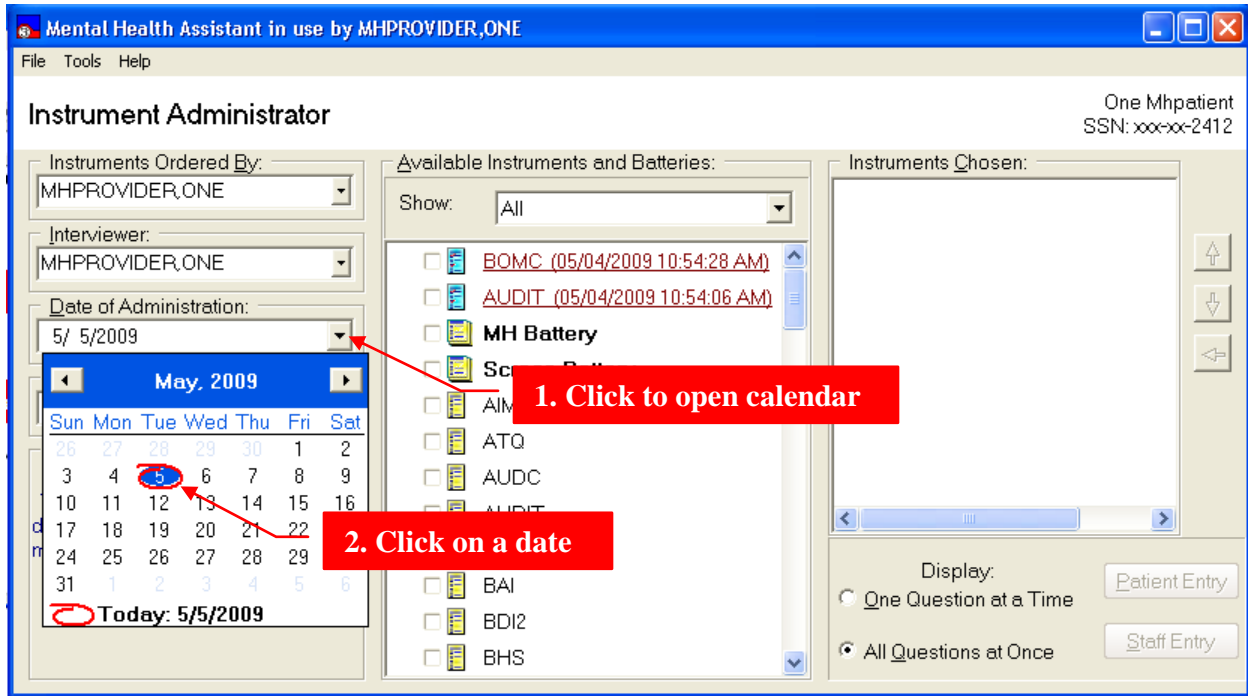 Mental Health Assistant in use by MHPROVIDER,ONE
File Tools Help
Instrument Administrator
One Mhpatient
SSN: xxx-xx-2412
Instruments Ordered By:
MHPROVIDER,ONE
Interviewer:
MHPROVIDER,ONE
Date of Administration:
5/ 5/2009
May, 2009
Sun Mon Tue Wed Thu Fri Sat
26 27 28 29 30 1 2
3 4 5 6 7 8 9
10 11 12 13 14 15 16
17 18 19 20 21 22
24 25 26 27 28 29
31 1 2 3 4 5 6
Today: 5/5/2009
Available Instruments and Batteries:
Show: All
BOMC (05/04/2009 10:54:28 AM)
AUDIT (05/04/2009 10:54:06 AM)
MH Battery
1. Click to open calendar
ATQ
AUDC
AUDIT
2. Click on a date
BAI
BDI2
BHS
Instruments Chosen:
Display:
One Question at a Time
All Questions at Once
Patient Entry
Staff Entry